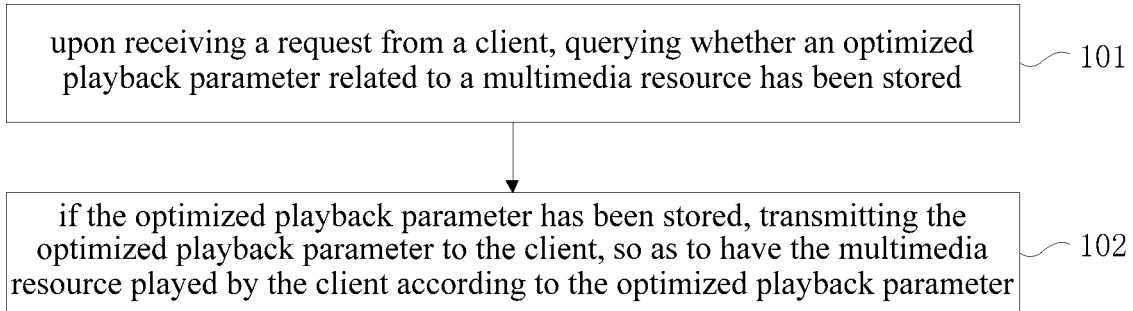 upon receiving a request from a client, querying whether an optimized
playback parameter related to a multimedia resource has been stored
101
if the optimized playback parameter has been stored, transmitting the
optimized playback parameter to the client, so as to have the multimedia
resource played by the client according to the optimized playback parameter
102